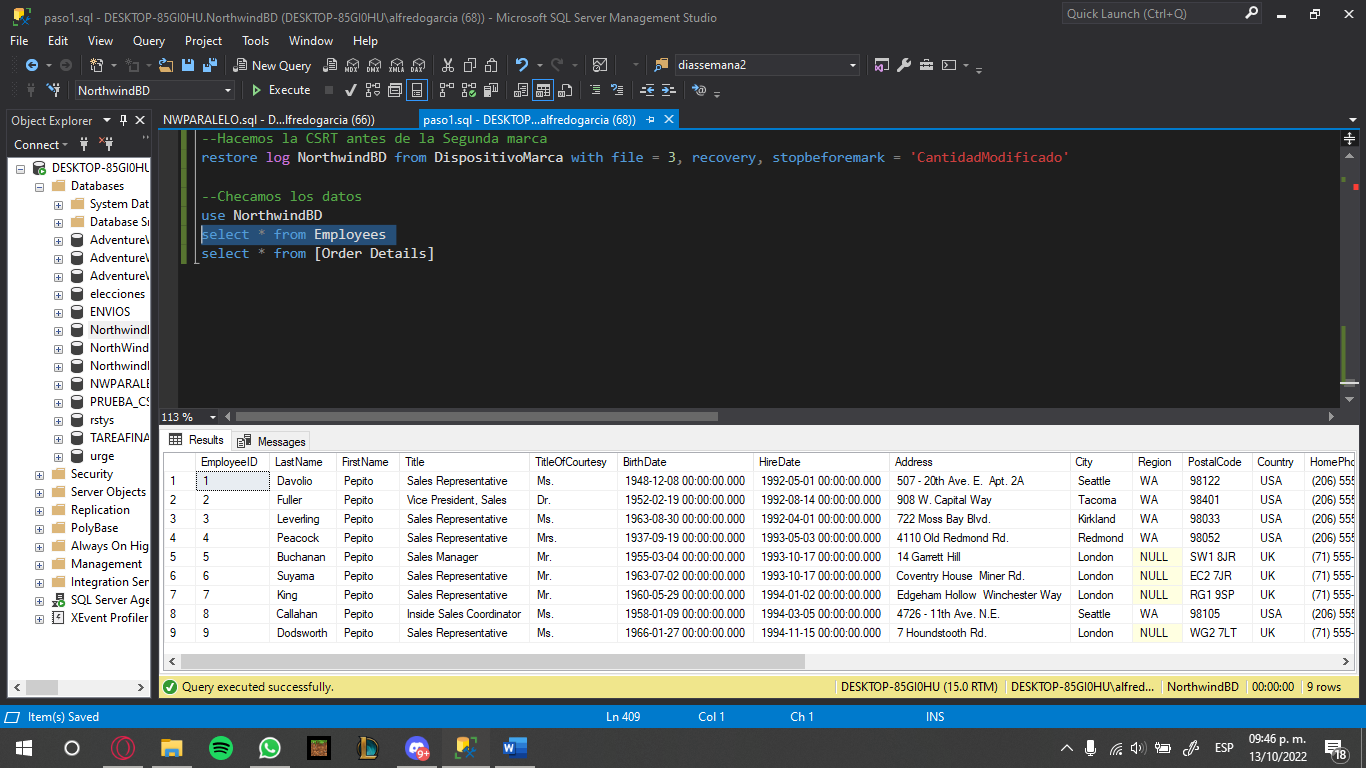 paso1.sql - DESKTOP-85GI0HU.NorthwindBD (DESKTOP-85GI0HU\alfredogarcia (68)) - Microsoft SQL Server Management Studio
Quick Launch (Ctrl+Q)
File Edit View Query Project Tools Window Help
New Query MDX DMX XMLA DAX diassemana2
NorthwindBD Execute
Object Explorer
NWPARALELO.sql - D...lfredogarcia (66)) paso1.sql - DESKTOP...alfredogarcia (68))
Connect
DESKTOP-85GI0HU
Databases
System Dat
Database Sn
AdventureW
AdventureW
AdventureW
elecciones
ENVIOS
NorthwindI
NorthWind
NorthwindI
NWPARALE
PRUEBA_CS
rstys
TAREAFINA
urge
Security
Server Objects
Replication
PolyBase
Always On Hig
Management
Integration Ser
SQL Server Age
XEvent Profiler
--Hacemos la CSRT antes de la Segunda marca
restore log NorthwindBD from DispositivoMarca with file = 3, recovery, stopbeforemark = 'CantidadModificado'
--Checamos los datos
use NorthwindBD
select * from Employees
select * from [Order Details]
113 %
Results Messages
EmployeeID LastName FirstName Title TitleOfCourtesy BirthDate HireDate Address City Region PostalCode Country HomePho
1 1 Davolio Pepito Sales Representative Ms. 1948-12-08 00:00:00.000 1992-05-01 00:00:00.000 507 - 20th Ave. E. Apt. 2A Seattle WA 98122 USA (206) 555
2 2 Fuller Pepito Vice President, Sales Dr. 1952-02-19 00:00:00.000 1992-08-14 00:00:00.000 908 W. Capital Way Tacoma WA 98401 USA (206) 555
3 3 Leverling Pepito Sales Representative Ms. 1963-08-30 00:00:00.000 1992-04-01 00:00:00.000 722 Moss Bay Blvd. Kirkland WA 98033 USA (206) 555
4 4 Peacock Pepito Sales Representative Mrs. 1937-09-19 00:00:00.000 1993-05-03 00:00:00.000 4110 Old Redmond Rd. Redmond WA 98052 USA (206) 555
5 5 Buchanan Pepito Sales Manager Mr. 1955-03-04 00:00:00.000 1993-10-17 00:00:00.000 14 Garrett Hill London NULL SW1 8JR UK (71) 555-
6 6 Suyama Pepito Sales Representative Mr. 1963-07-02 00:00:00.000 1993-10-17 00:00:00.000 Coventry House Miner Rd. London NULL EC2 7JR UK (71) 555-
7 7 King Pepito Sales Representative Mr. 1960-05-29 00:00:00.000 1994-01-02 00:00:00.000 Edgeham Hollow Winchester Way London NULL RG1 9SP UK (71) 555-
8 8 Callahan Pepito Inside Sales Coordinator Ms. 1958-01-09 00:00:00.000 1994-03-05 00:00:00.000 4726 - 11th Ave. N.E. Seattle WA 98105 USA (206) 555
9 9 Dodsworth Pepito Sales Representative Ms. 1966-01-27 00:00:00.000 1994-11-15 00:00:00.000 7 Houndstooth Rd. London NULL WG2 7LT UK (71) 555-
Query executed successfully. DESKTOP-85GI0HU (15.0 RTM) DESKTOP-85GI0HU\alfred... NorthwindBD 00:00:00 9 rows
Item(s) Saved Ln 409 Col 1 Ch 1 INS
9+
ESP
09:46 p. m.
13/10/2022
18